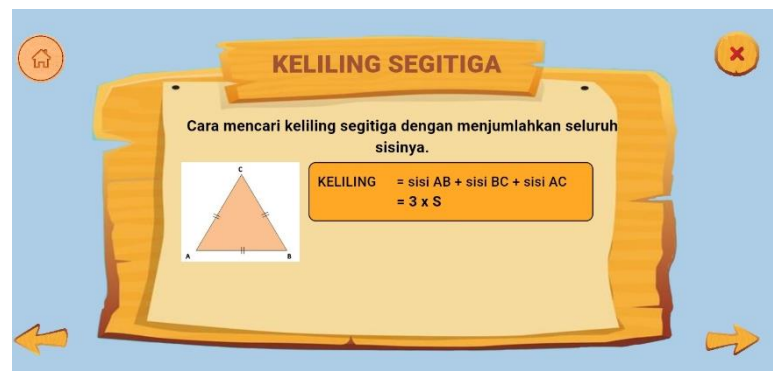 KELILING SEGITIGA
Cara mencari keliling segitiga dengan menjumlahkan seluruh
sisinya.
C
A
B
KELILING = sisi AB + sisi BC + sisi AC
= 3 x S